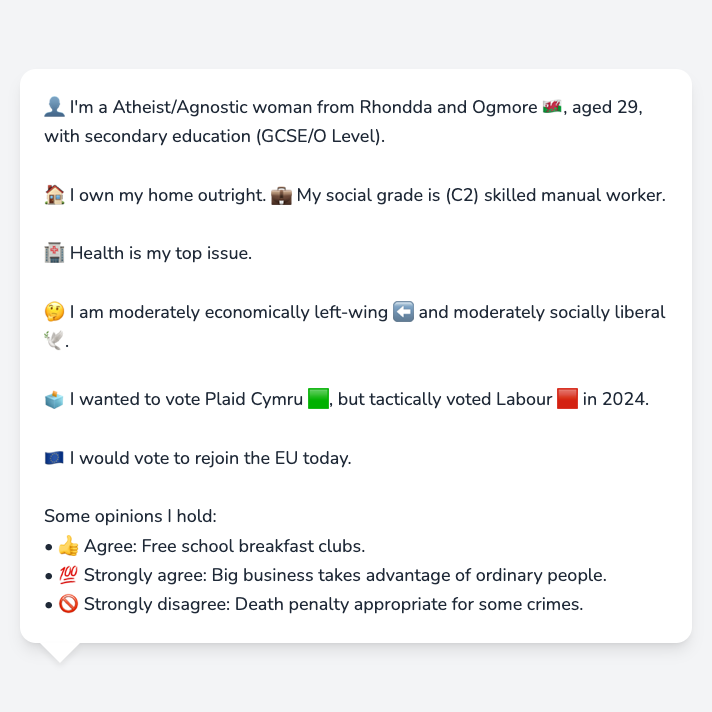 👤 I'm a Atheist/Agnostic woman from Rhondda and Ogmore 🏴󠁧󠁢󠁷󠁬󠁳󠁿, aged 29,
with secondary education (GCSE/O Level).
🏠 I own my home outright. 💼 My social grade is (C2) skilled manual worker.
🏥 Health is my top issue.
🤔 I am moderately economically left-wing ⬅️ and moderately socially liberal
🕊️.
🗳️ I wanted to vote Plaid Cymru 🟩, but tactically voted Labour 🟥 in 2024.
🇪🇺 I would vote to rejoin the EU today.
Some opinions I hold:
• 👍 Agree: Free school breakfast clubs.
• 💯 Strongly agree: Big business takes advantage of ordinary people.
• 🚫 Strongly disagree: Death penalty appropriate for some crimes.